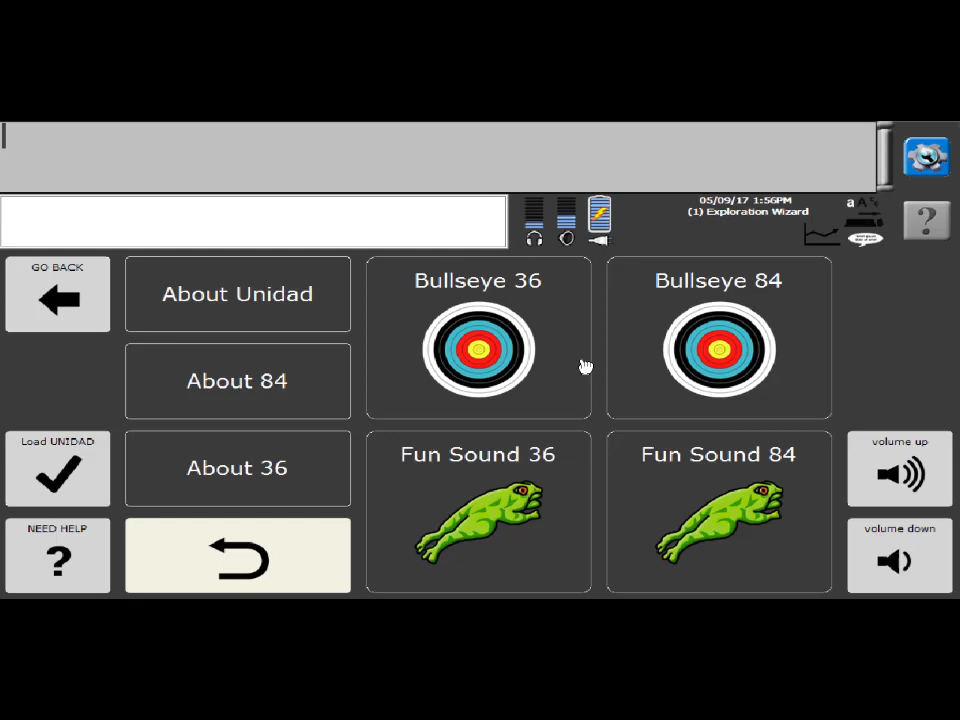 05/09/17 1:56PM
(1) Exploration Wizard
GO BACK
About Unidad
Bullseye 36
Bullseye 84
About 84
Load UNIDAD
About 36
Fun Sound 36
Fun Sound 84
volume up
NEED HELP
?
volume down